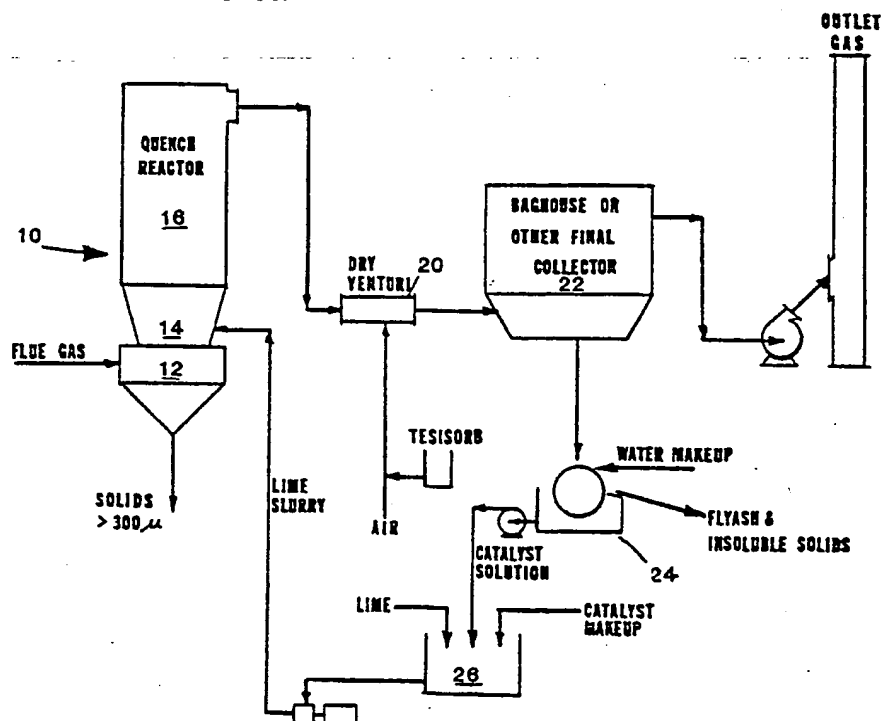 OUTLET
GAS
QUENCH
REACTOR
16
10
BAGHOUSE OR
OTHER FINAL
COLLECTOR
22
DRY
VENTURI
20
14
FLUE GAS
12
TESISORB
WATER MAKEUP
SOLIDS
> 300 μ
LIME
SLURRY
AIR
FLYASH &
INSOLUBLE SOLIDS
CATALYST
SOLUTION
24
LIME
CATALYST
MAKEUP
26